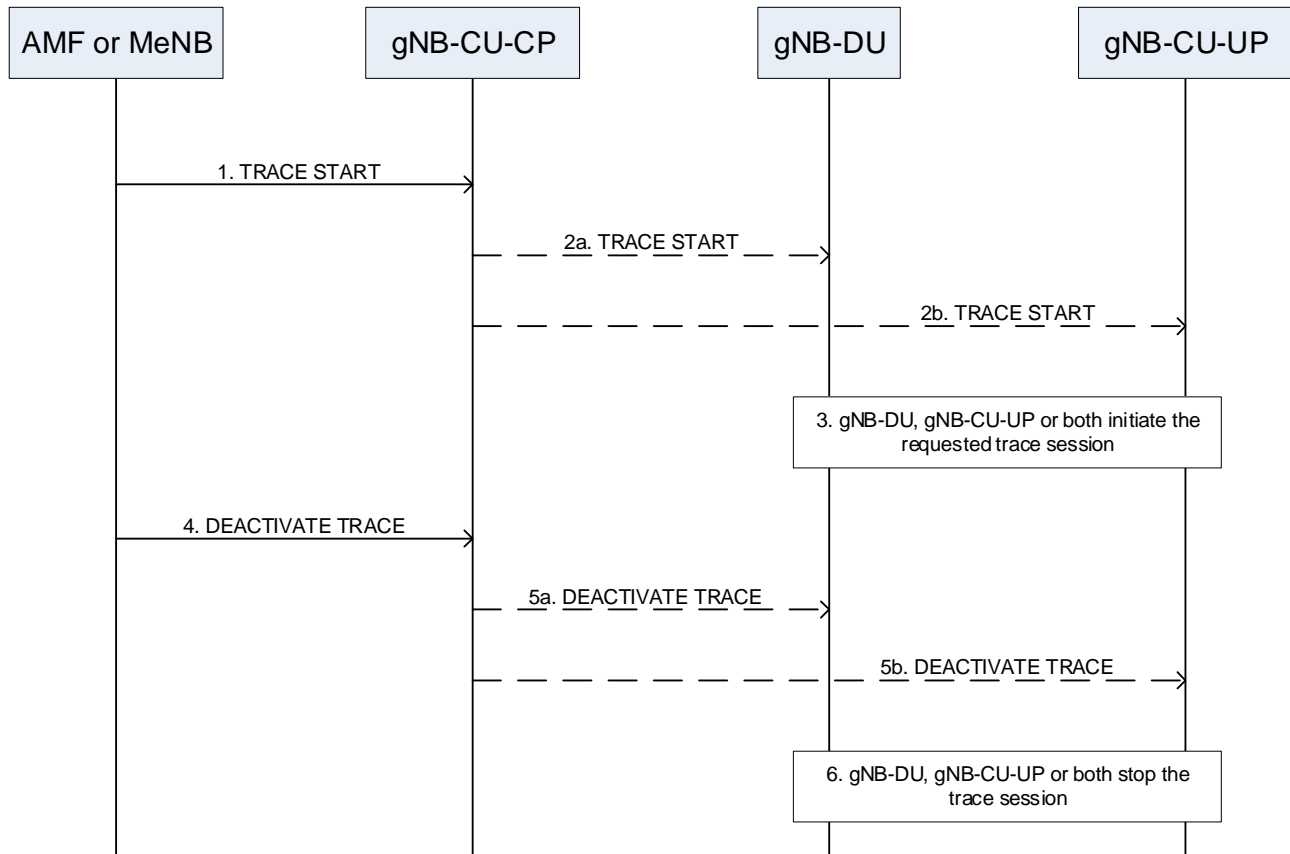 AMF or MeNB
gNB-CU-CP
gNB-DU
gNB-CU-UP
1. TRACE START
2a. TRACE START
2b. TRACE START
3. gNB-DU, gNB-CU-UP or both initiate the
requested trace session
4. DEACTIVATE TRACE
5a. DEACTIVATE TRACE
5b. DEACTIVATE TRACE
6. gNB-DU, gNB-CU-UP or both stop the
trace session